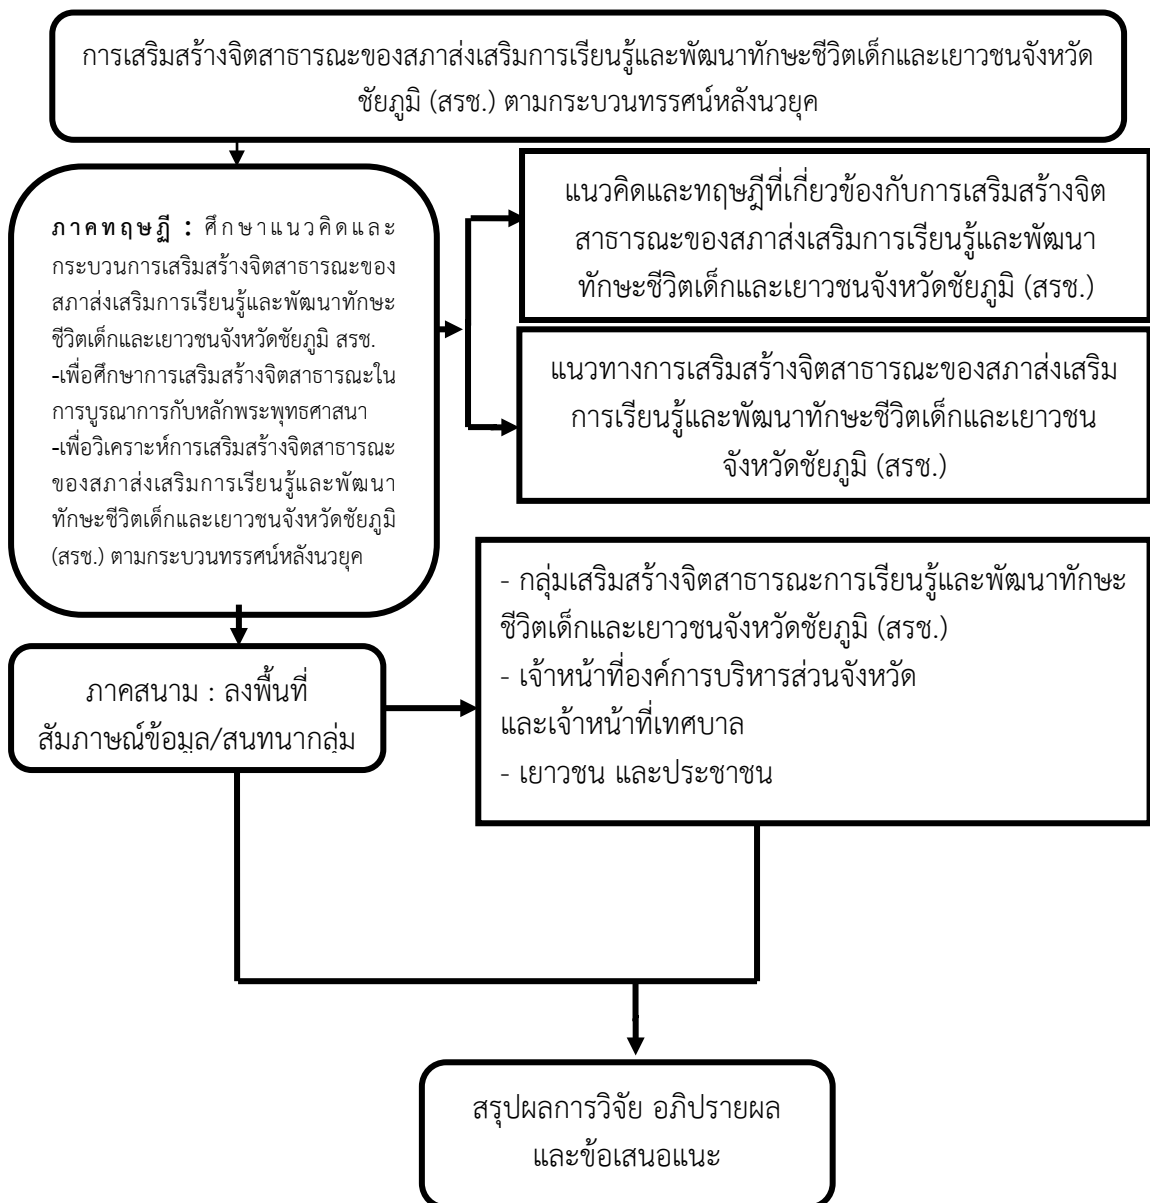 การเสริมสร้างจิตสาธารณะของสภาส่งเสริมการเรียนรู้และพัฒนาทักษะชีวิตเด็กและเยาวชนจังหวัด
ชัยภูมิ (สรช.) ตามกระบวนทรรศน์หลังนวยุค
ภาคทฤษฏี : ศึกษาแนวคิดและ
กระบวนการเสริมสร้างจิตสาธารณะของ
สภาส่งเสริมการเรียนรู้และพัฒนาทักษะ
ชีวิตเด็กและเยาวชนจังหวัดชัยภูมิ สรช.
-เพื่อศึกษาการเสริมสร้างจิตสาธารณะใน
การบูรณาการกับหลักพระพุทธศาสนา
-เพื่อวิเคราะห์การเสริมสร้างจิตสาธารณะ
ของสภาส่งเสริมการเรียนรู้และพัฒนา
ทักษะชีวิตเด็กและเยาวชนจังหวัดชัยภูมิ
(สรช.) ตามกระบวนทรรศน์หลังนวยุค
แนวคิดและทฤษฎีที่เกี่ยวข้องกับการเสริมสร้างจิต
สาธารณะของสภาส่งเสริมการเรียนรู้และพัฒนา
ทักษะชีวิตเด็กและเยาวชนจังหวัดชัยภูมิ (สรช.)
แนวทางการเสริมสร้างจิตสาธารณะของสภาส่งเสริม
การเรียนรู้และพัฒนาทักษะชีวิตเด็กและเยาวชน
จังหวัดชัยภูมิ (สรช.)
ภาคสนาม : ลงพื้นที่
สัมภาษณ์ข้อมูล/สนทนากลุ่ม
- กลุ่มเสริมสร้างจิตสาธารณะการเรียนรู้และพัฒนาทักษะ
ชีวิตเด็กและเยาวชนจังหวัดชัยภูมิ (สรช.)
- เจ้าหน้าที่องค์การบริหารส่วนจังหวัด
และเจ้าหน้าที่เทศบาล
- เยาวชน และประชาชน
สรุปผลการวิจัย อภิปรายผล
และข้อเสนอแนะ